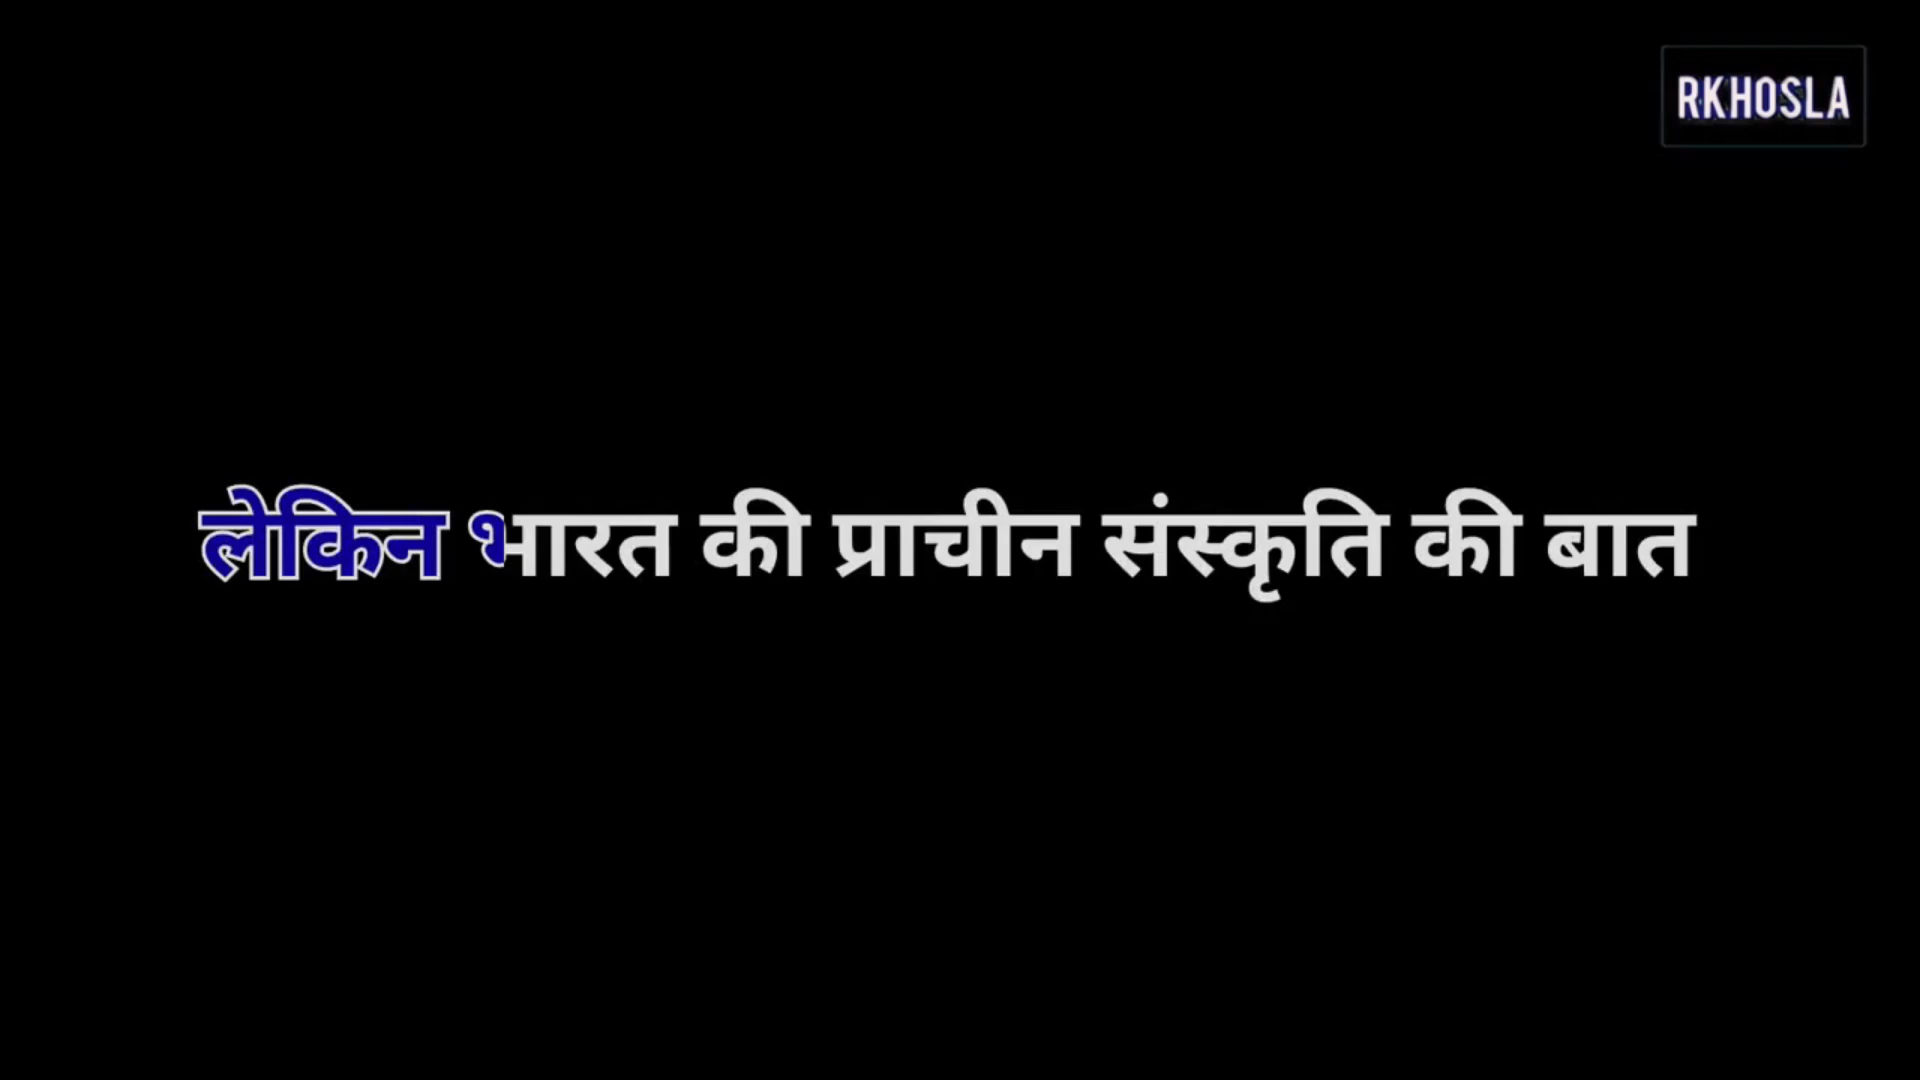 RKHOSLA
लेकिन भारत की प्राचीन संस्कृति की बात